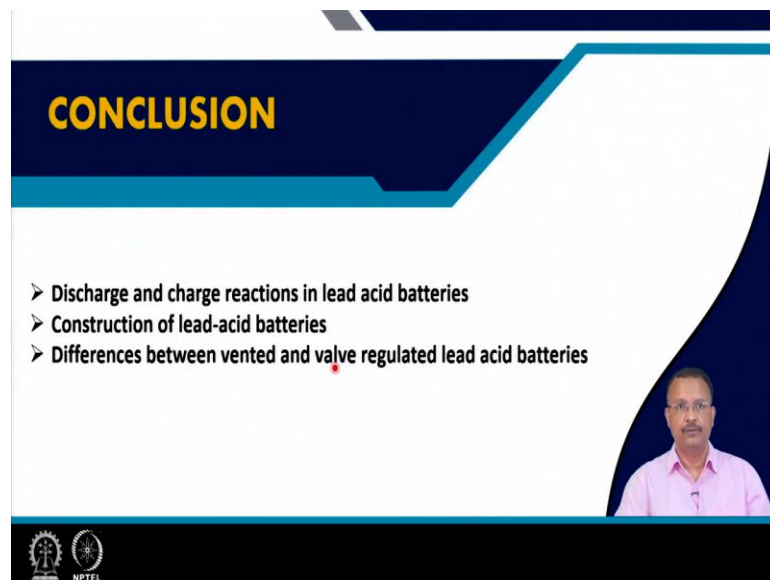 CONCLUSION
➢ Discharge and charge reactions in lead acid batteries
➢ Construction of lead-acid batteries
➢ Differences between vented and valve regulated lead acid batteries
NPTEL